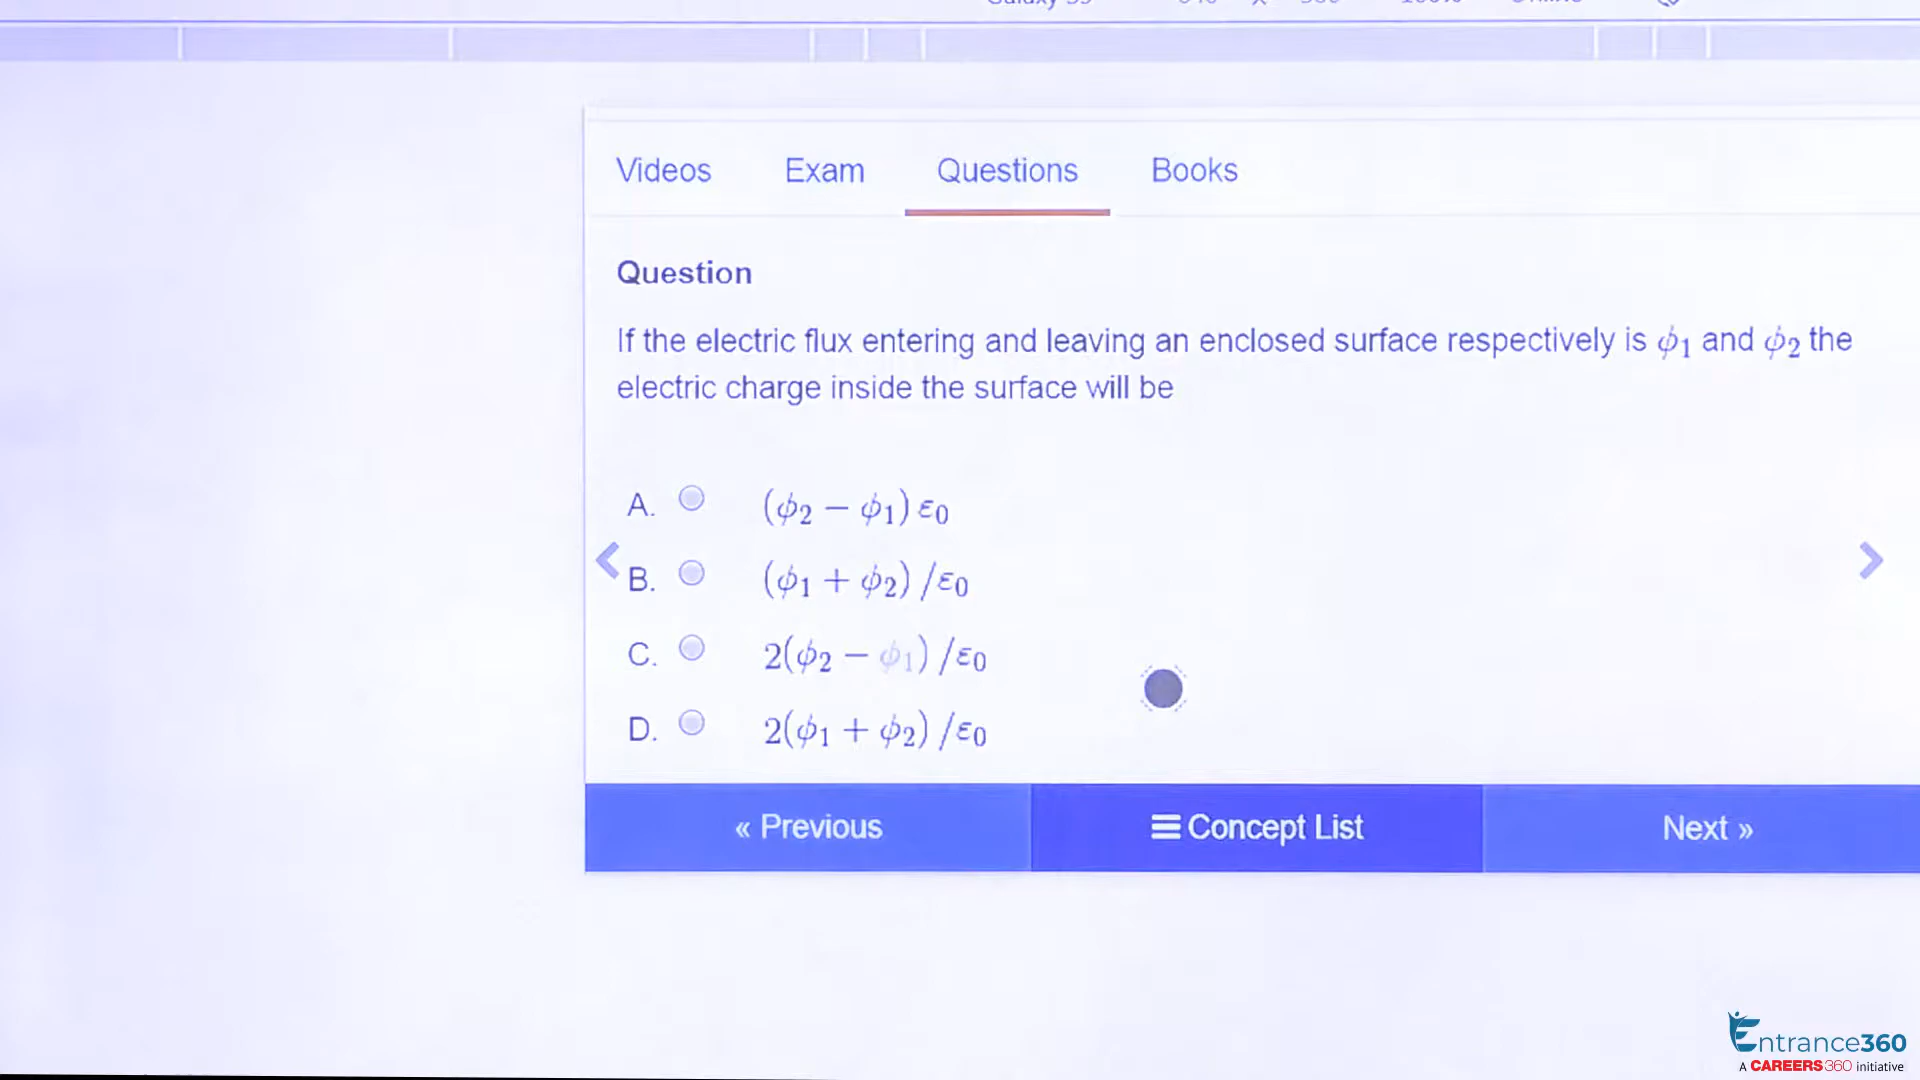 Videos Exam Questions Books
Question
If the electric flux entering and leaving an enclosed surface respectively is ϕ₁ and ϕ₂ the
electric charge inside the surface will be
A. (ϕ₂ − ϕ₁) ε₀
B. (ϕ₁ + ϕ₂) /ε₀
C. 2(ϕ₂ − ϕ₁) /ε₀
D. 2(ϕ₁ + ϕ₂) /ε₀
« Previous Concept List Next »
Entrance360
A CAREERS360 initiative